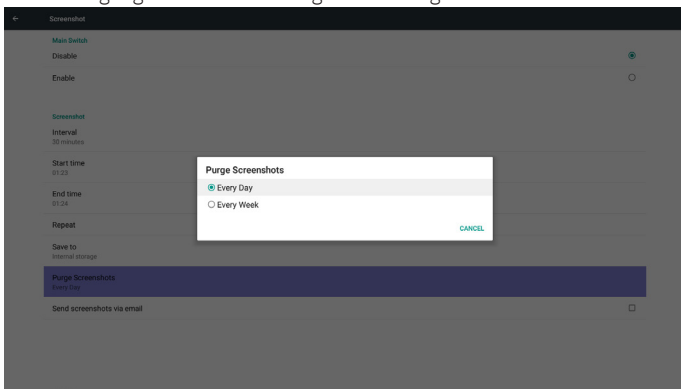 Screenshot
Main Switch
Disable
Enable
Screenshot
Interval
30 minutes
Start time
01:23
Purge Screenshots
Every Day
Every Week
CANCEL
End time
01:24
Repeat
Save to
Internal storage
Purge Screenshots
Every Day
Send screenshots via email